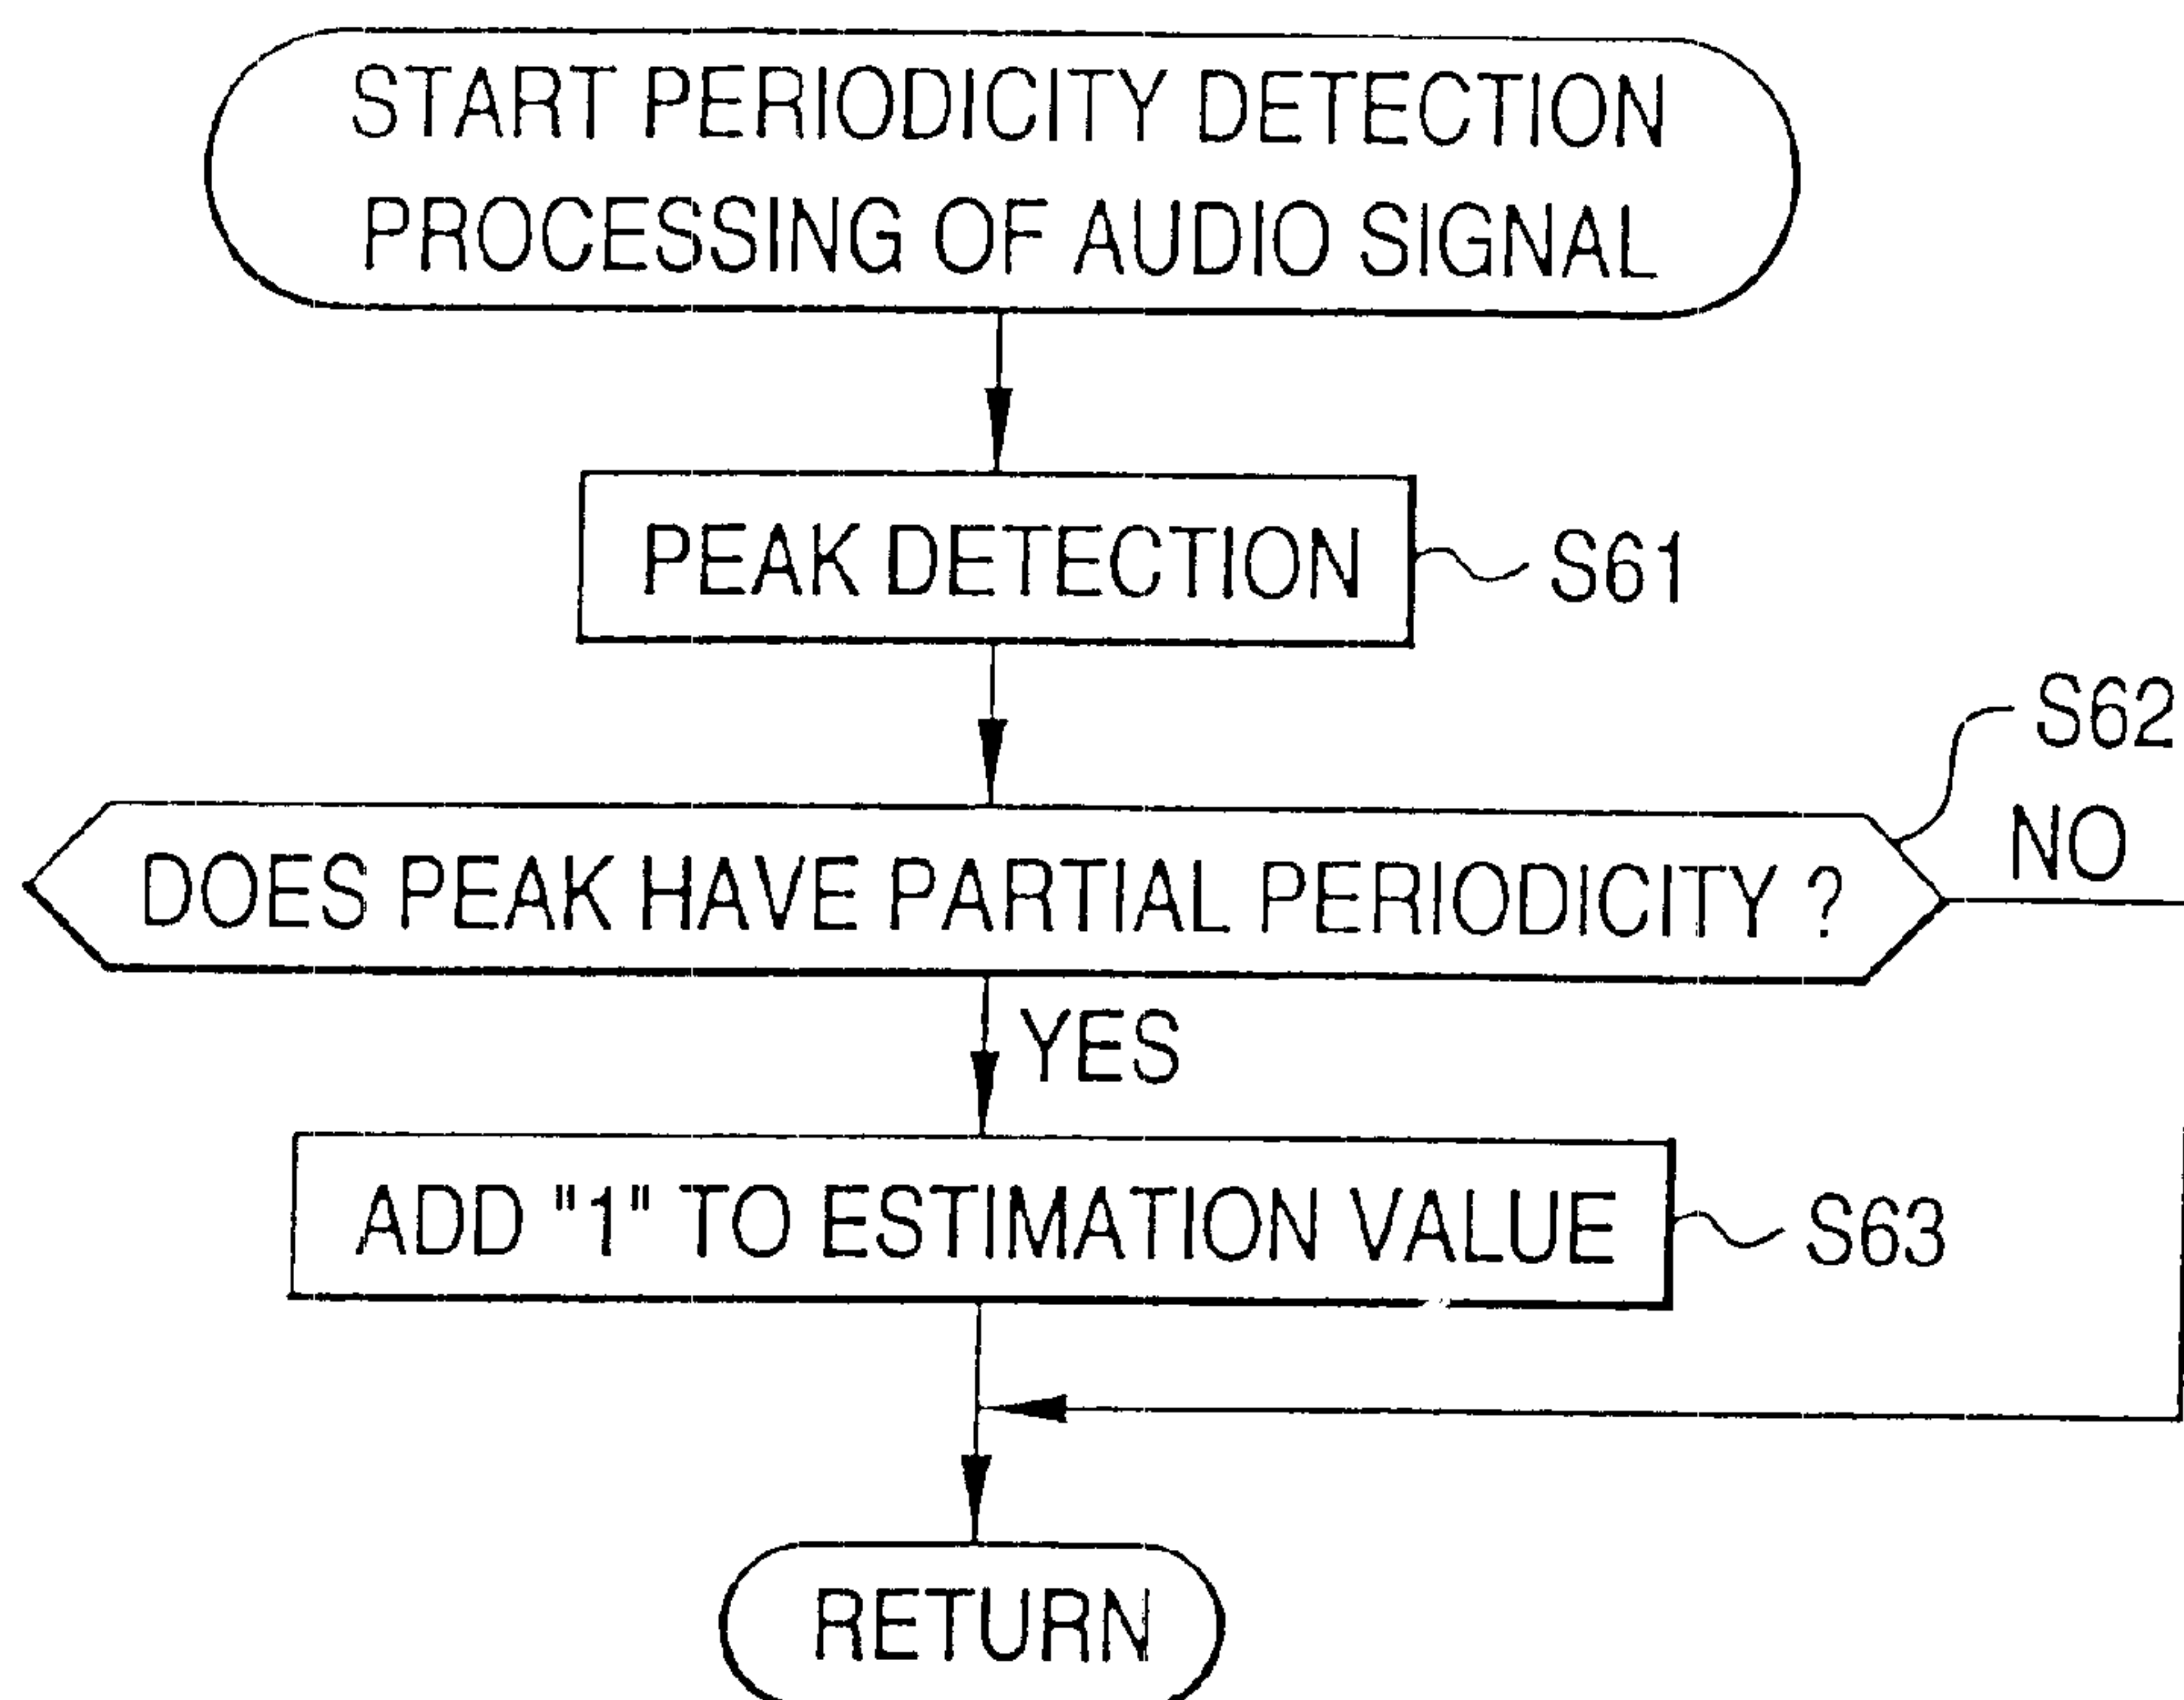 START PERIODICITY DETECTION
PROCESSING OF AUDIO SIGNAL
PEAK DETECTION
S61
S62
DOES PEAK HAVE PARTIAL PERIODICITY ?
NO
YES
ADD "1" TO ESTIMATION VALUE
S63
RETURN